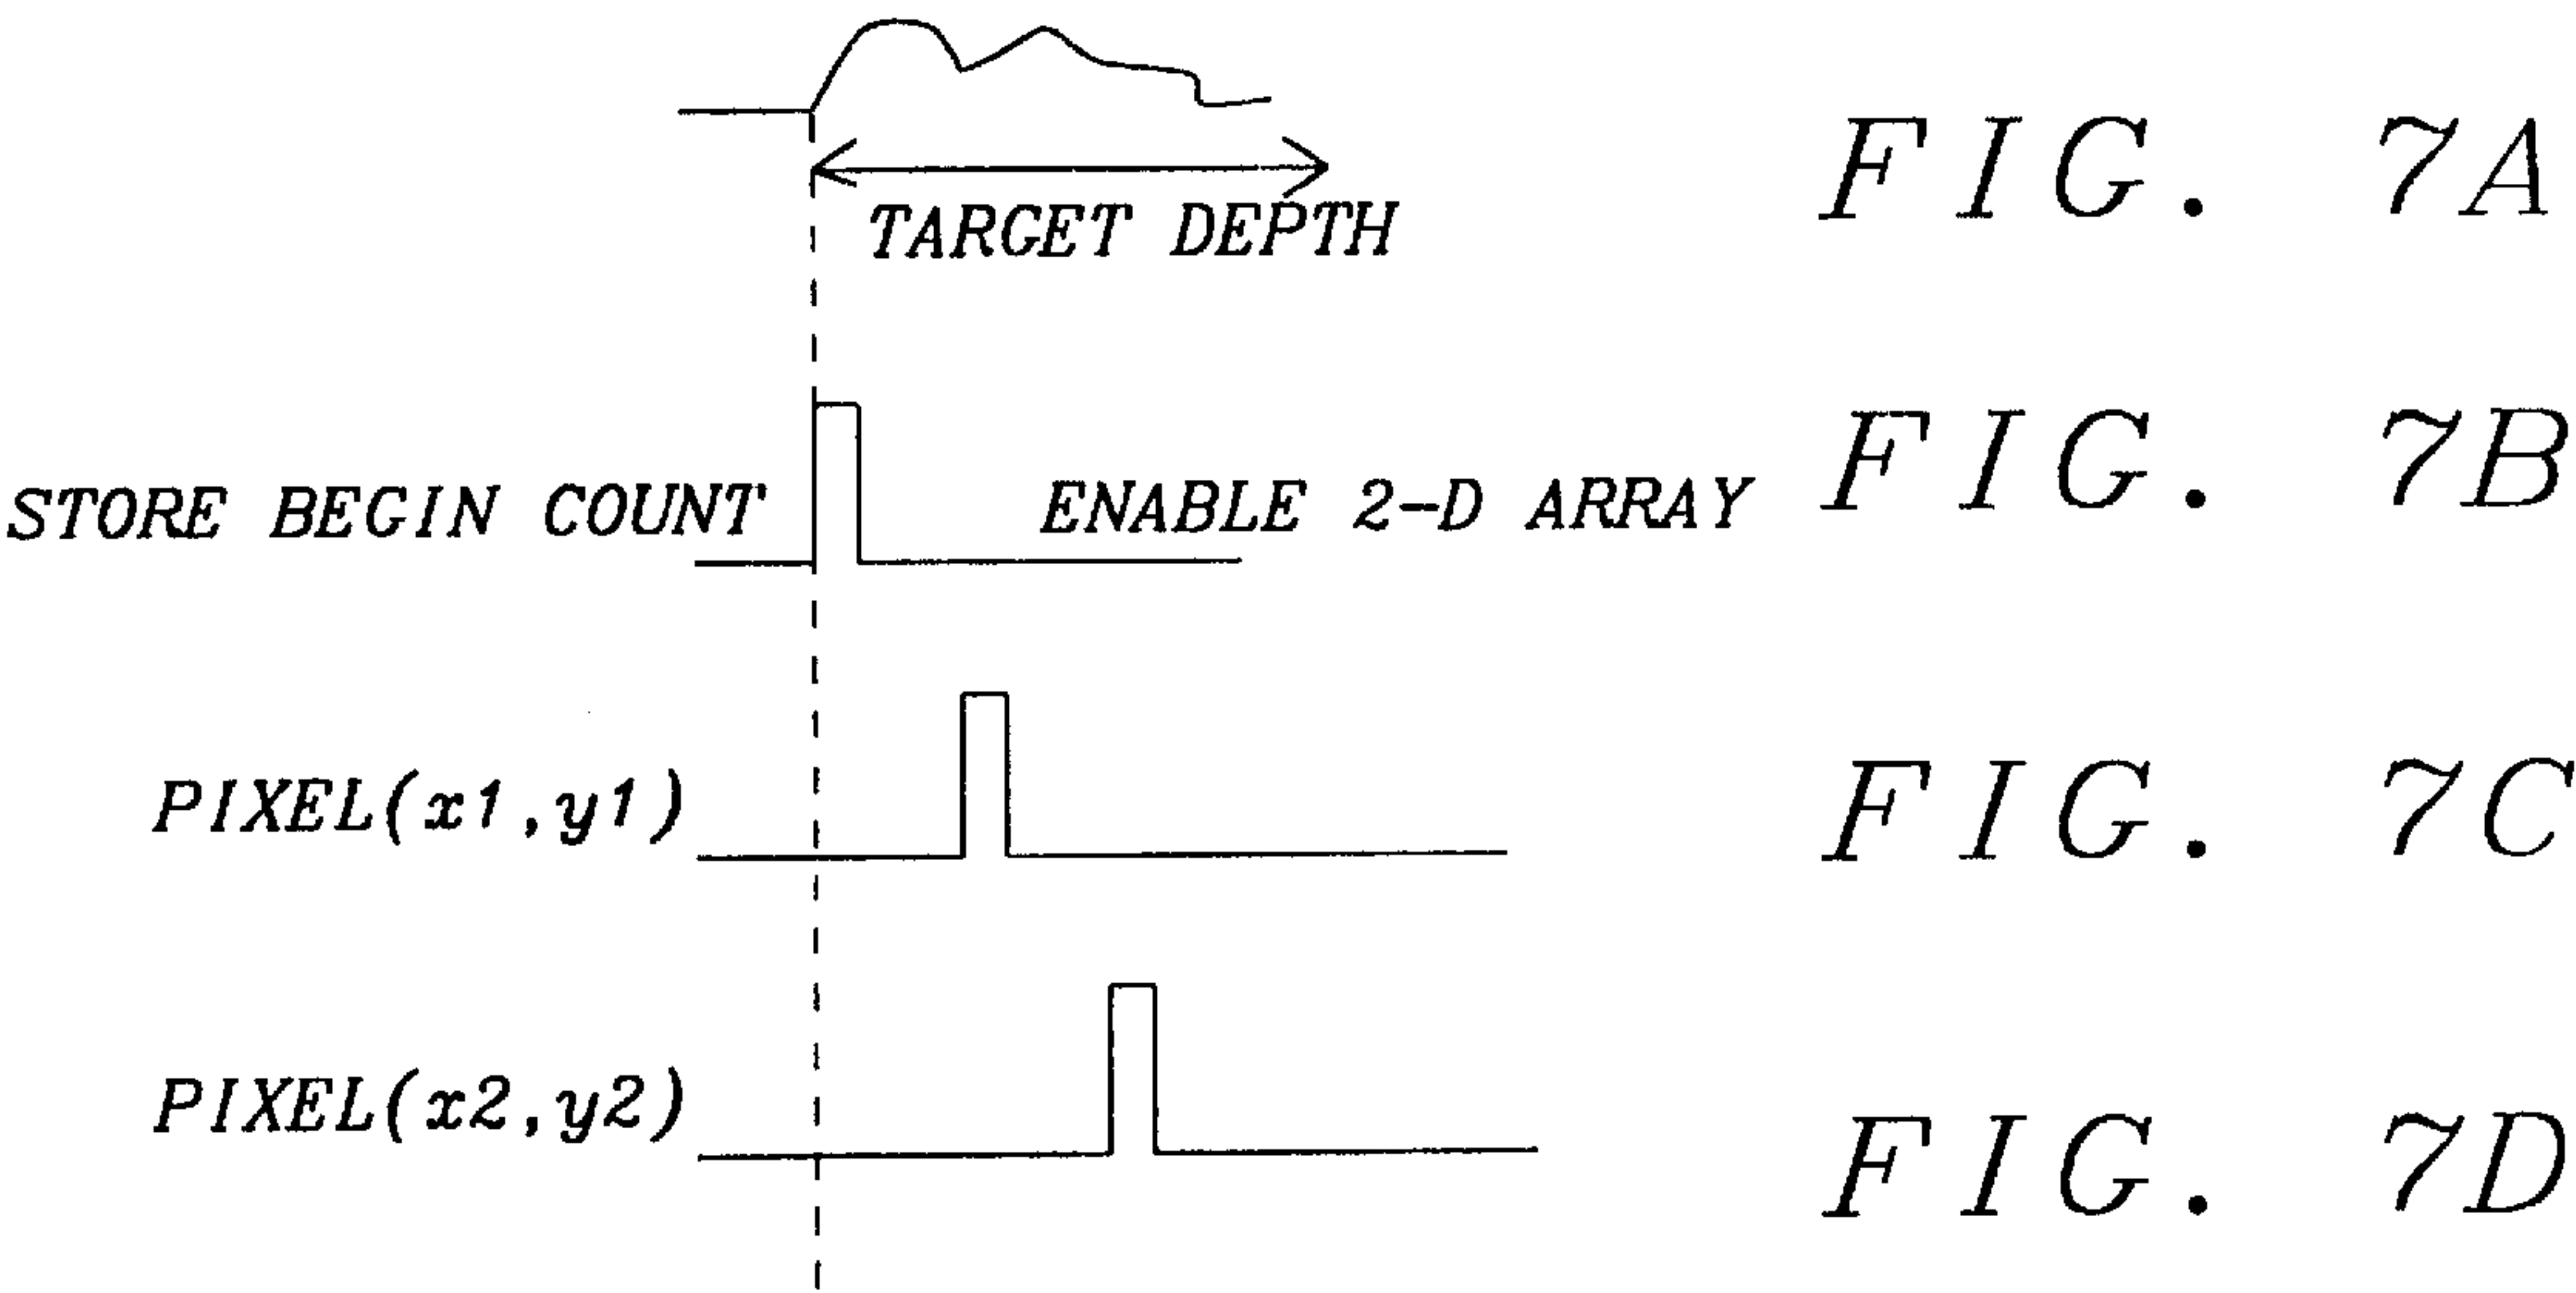 FIG. 7A
TARGET DEPTH
FIG. 7B
STORE BEGIN COUNT
ENABLE 2-D ARRAY
PIXEL(x1,y1)
FIG. 7C
PIXEL(x2,y2)
FIG. 7D